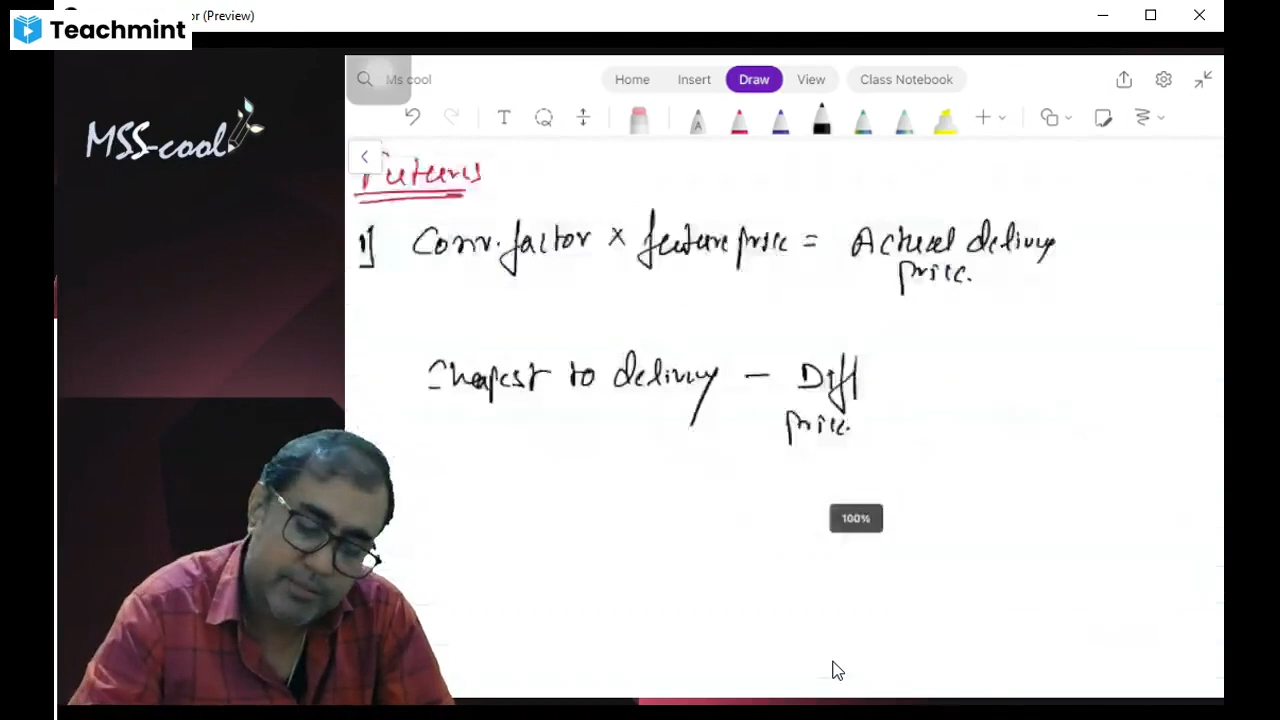 or (Preview)
Teachmint
MSS-cool
Ms cool
Home Insert Draw View Class Notebook
Futures
1] Conv. factor × future price = Actual delivery
price.
Cheapest to delivery — Diff
price.
100%